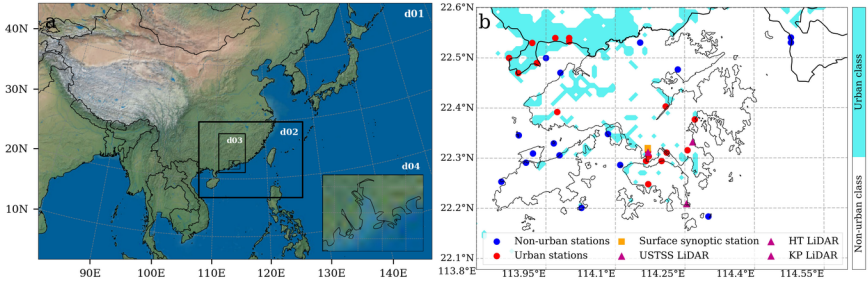 a
d01
d02
d03
d04
40N
30N
20N
10N
90E
100E
110E
120E
130E
140E
b
22.6°N
22.5°N
22.4°N
22.3°N
22.2°N
22.1°N
113.8°E
113.95°E
114.1°E
114.25°E
114.4°E
114.55°E
Non-urban stations
Urban stations
Surface synoptic station
USTSS LiDAR
HT LiDAR
KP LiDAR
Urban class
Non-urban class